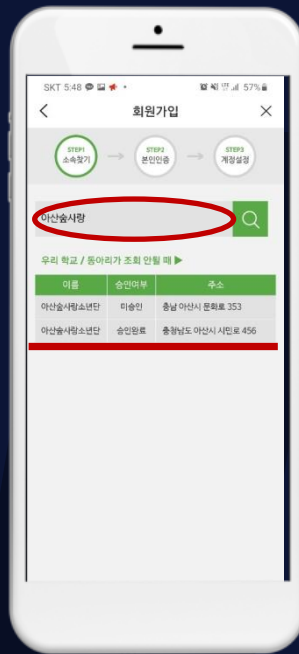 SKT 5:48 57%
회원가입
STEP1 STEP2 STEP3
소속찾기 본인인증 계정설정
아산숲사랑
우리 학교 / 동아리가 조회 안될 때 ▶
이름 승인여부 주소
아산숲사랑소년단 미승인 충남 아산시 문화로 353
아산숲사랑소년단 승인완료 충청남도 아산시 시민로 456